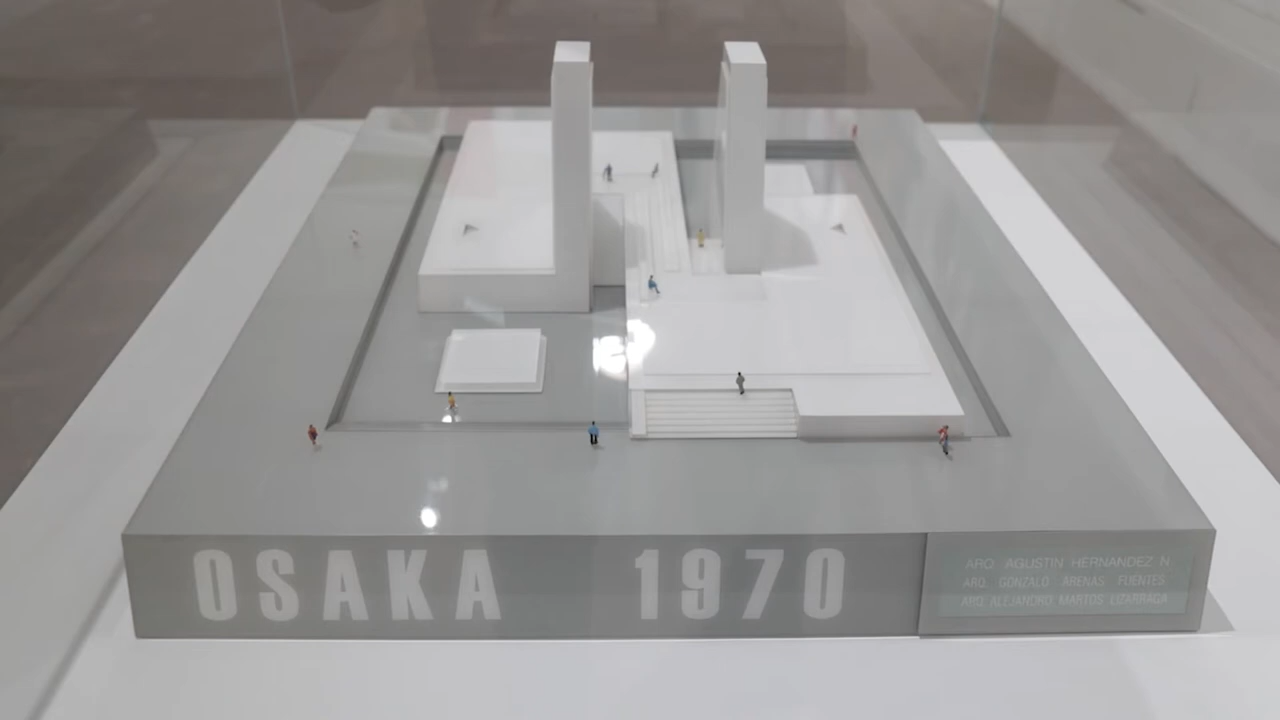 OSAKA 1970
ARQ. AGUSTIN HERNANDEZ N
ARQ. GONZALO ARENAS FUENTES
ARQ. ALEJANDRO MARTOS LIZARRAGA